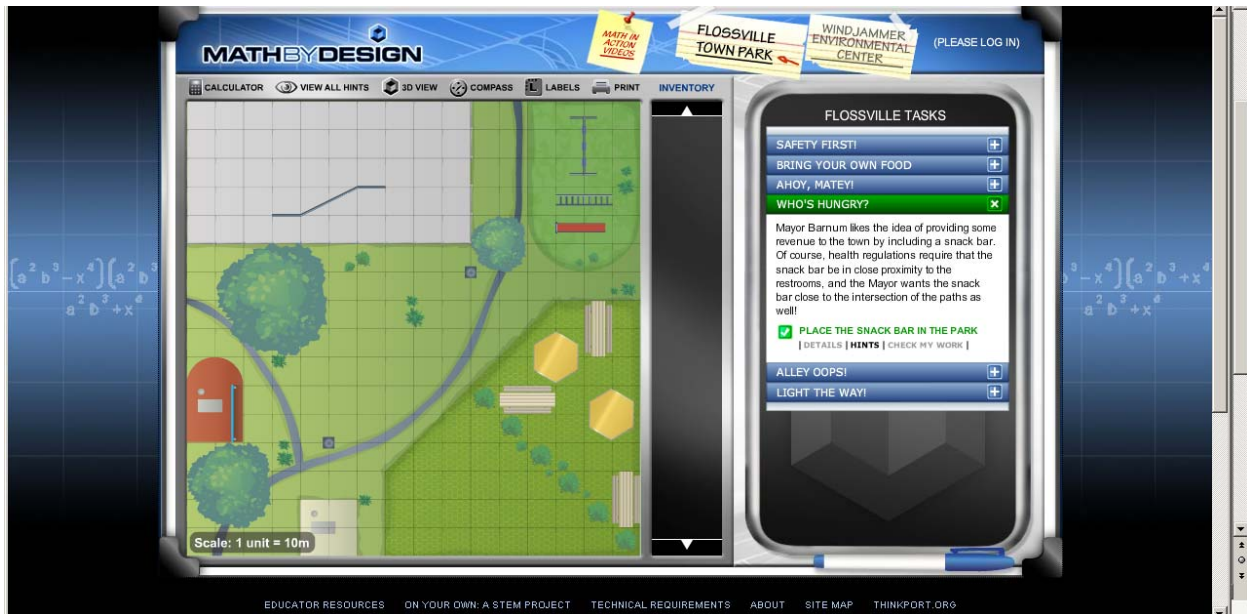 MATHBYDESIGN
MATH IN
ACTION
VIDEOS
FLOSSVILLE
TOWN PARK
WINDJAMMER
ENVIRONMENTAL
CENTER
(PLEASE LOG IN)
CALCULATOR VIEW ALL HINTS 3D VIEW COMPASS L LABELS PRINT INVENTORY
FLOSSVILLE TASKS
SAFETY FIRST!
BRING YOUR OWN FOOD
AHOY, MATEY!
WHO'S HUNGRY?
Mayor Barnum likes the idea of providing some
revenue to the town by including a snack bar.
Of course, health regulations require that the
snack bar be in close proximity to the
restrooms, and the Mayor wants the snack
bar close to the intersection of the paths as
well!
PLACE THE SNACK BAR IN THE PARK
| DETAILS | HINTS | CHECK MY WORK |
ALLEY OOPS!
LIGHT THE WAY!
Scale: 1 unit = 10m
EDUCATOR RESOURCES ON YOUR OWN: A STEM PROJECT TECHNICAL REQUIREMENTS ABOUT SITE MAP THINKPORT.ORG